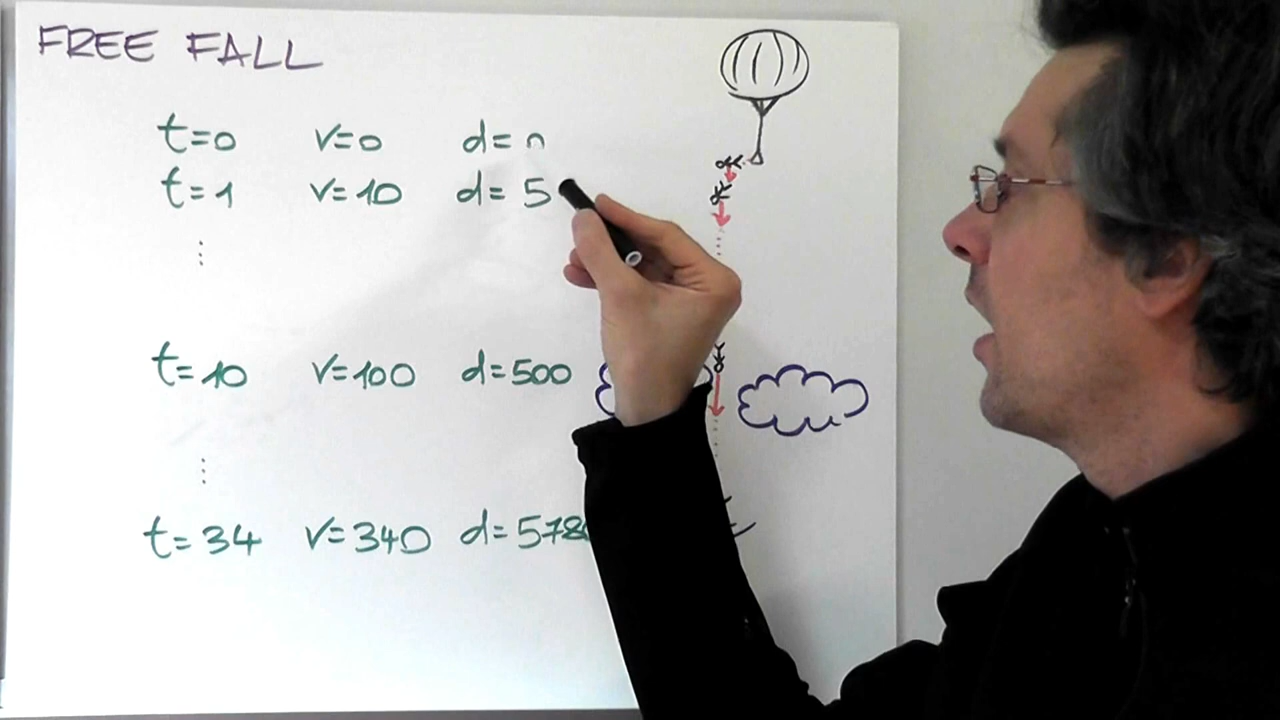 FREE FALL
t=0 v=0 d=0
t=1 v=10 d=5
t=10 v=100 d=500
t=34 v=340 d=578